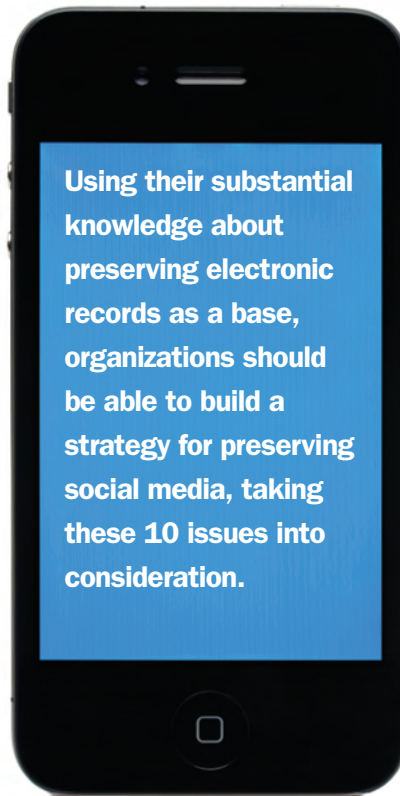 Using their substantial
knowledge about
preserving electronic
records as a base,
organizations should
be able to build a
strategy for preserving
social media, taking
these 10 issues into
consideration.